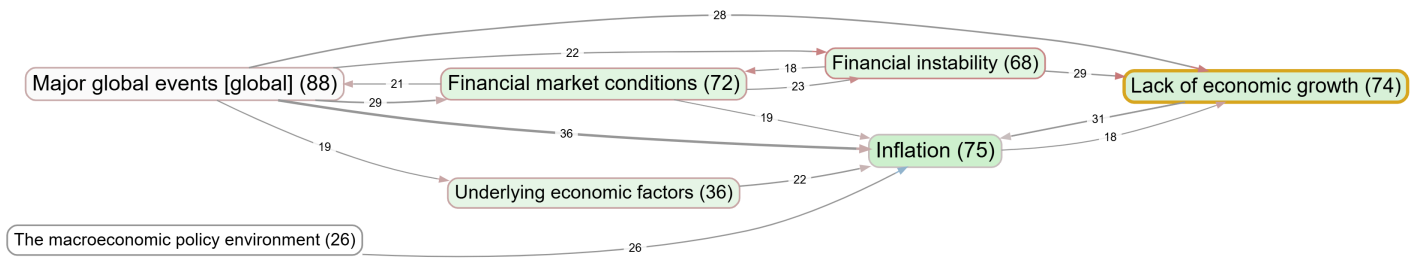 28
22
Financial instability (68)
18
29
Major global events [global] (88)
21
Financial market conditions (72)
23
Lack of economic growth (74)
29
19
31
36
18
Inflation (75)
19
22
Underlying economic factors (36)
The macroeconomic policy environment (26)
26